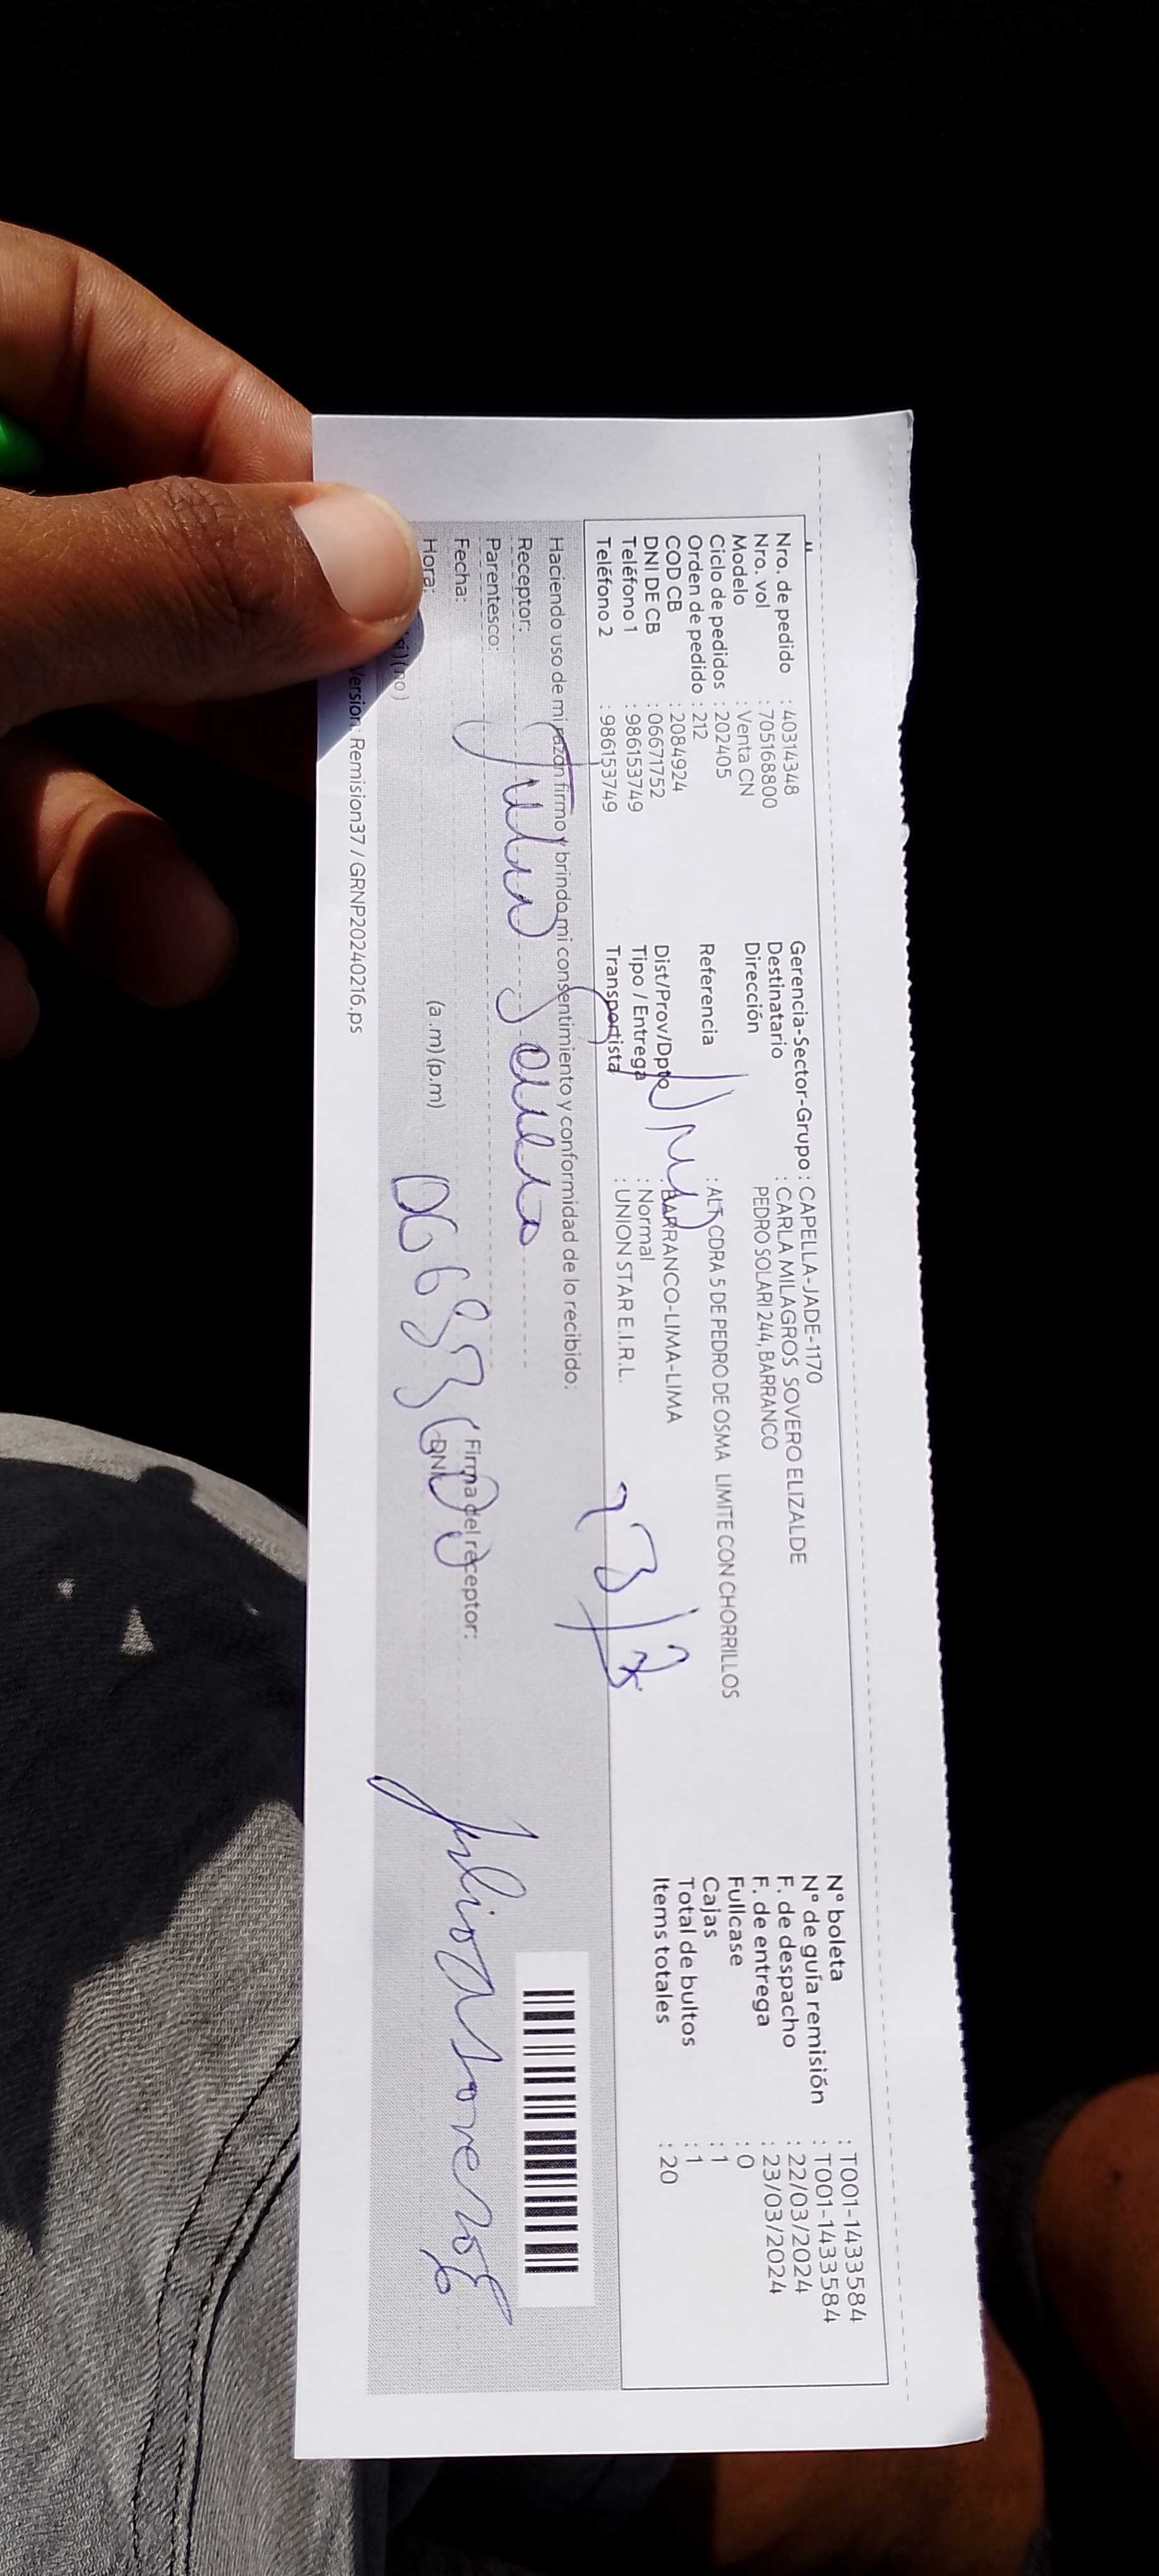 Nro. de pedido : 40314348
Nro. vol : 705168800
Modelo : Venta CN
Ciclo de pedidos : 202405
Orden de pedido : 212
COD CB : 2084924
DNI DE CB : 06671752
Teléfono 1 : 986153749
Teléfono 2 : 986153749
Gerencia-Sector-Grupo : CAPELLA-JADE-1170
Destinatario : CARLA MILAGROS SOVERO ELIZALDE
Dirección PEDRO SOLARI 244, BARRANCO
Referencia : ALT CDRA 5 DE PEDRO DE OSMA LIMITE CON CHORRILLOS
Dist/Prov/Dpto : BARRANCO-LIMA-LIMA
Tipo / Entrega : Normal
Transportista : UNION STAR E.I.R.L.
N° boleta : T001-1433584
N° de guía remisión : T001-1433584
F. de despacho : 22/03/2024
F. de entrega : 23/03/2024
Fullcase : 0
Cajas : 1
Total de bultos : 1
Items totales : 20
Haciendo uso de mi razón firmo y brindo mi consentimiento y conformidad de lo recibido:
Receptor: Julio
Parentesco:
Fecha:
Hora: (a.m)(p.m)
Firma del receptor:
DNI
(si)(no)
Version: Remision37 / GRNP20240216.ps